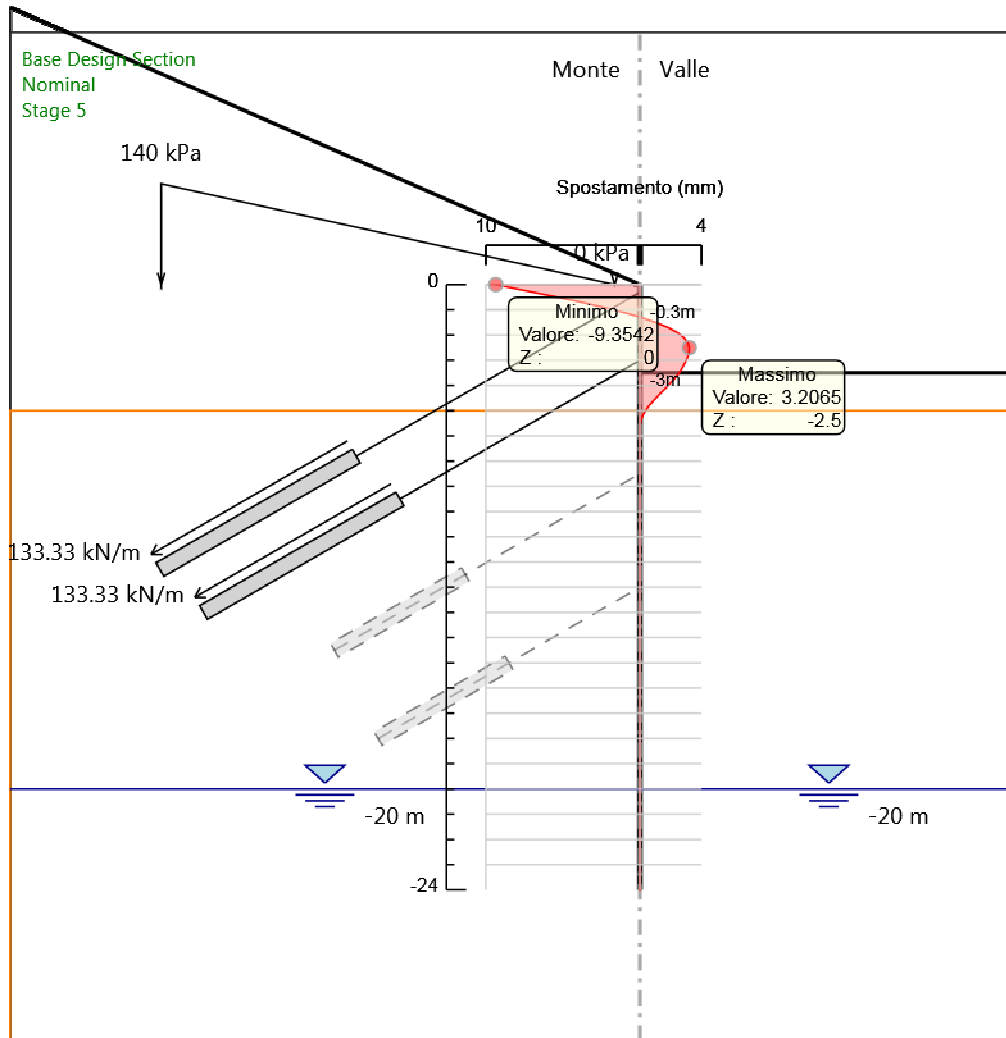 Base Design Section
Nominal
Stage 5
Monte
Valle
140 kPa
Spostamento (mm)
10
4
0 kPa
0
Minimo
Valore: -9.3542
Z : 0
-0.3m
-3m
Massimo
Valore: 3.2065
Z : -2.5
133.33 kN/m
133.33 kN/m
-20 m
-20 m
-24